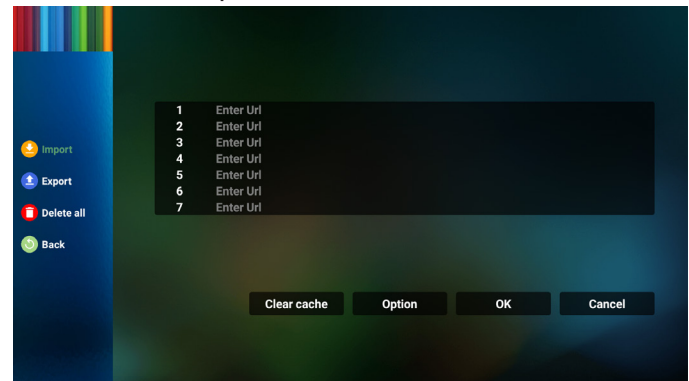 Import
Export
Delete all
Back
1 Enter Url
2 Enter Url
3 Enter Url
4 Enter Url
5 Enter Url
6 Enter Url
7 Enter Url
Clear cache Option OK Cancel